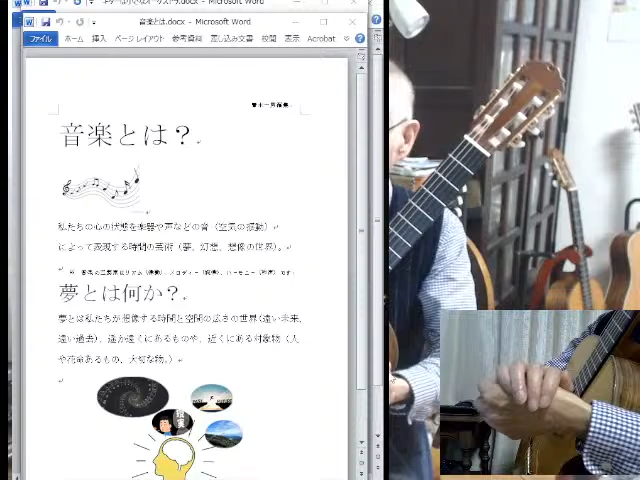 音楽とは.docx - Microsoft Word
ファイル ホーム 挿入 ページ レイアウト 参考資料 差し込み文書 校閲 表示 Acrobat
音楽とは？
私たちの心の状態を楽器や声などの音（空気の振動）
によって表現する時間の芸術（夢、幻想、想像の世界）。
夢とは何か？
夢とは私たちが想像する時間と空間の広さの世界（遠い未来、
遠い過去）、遥か遠くにあるものや、近くにある対象物（人
や花命あるもの、大切な物。）